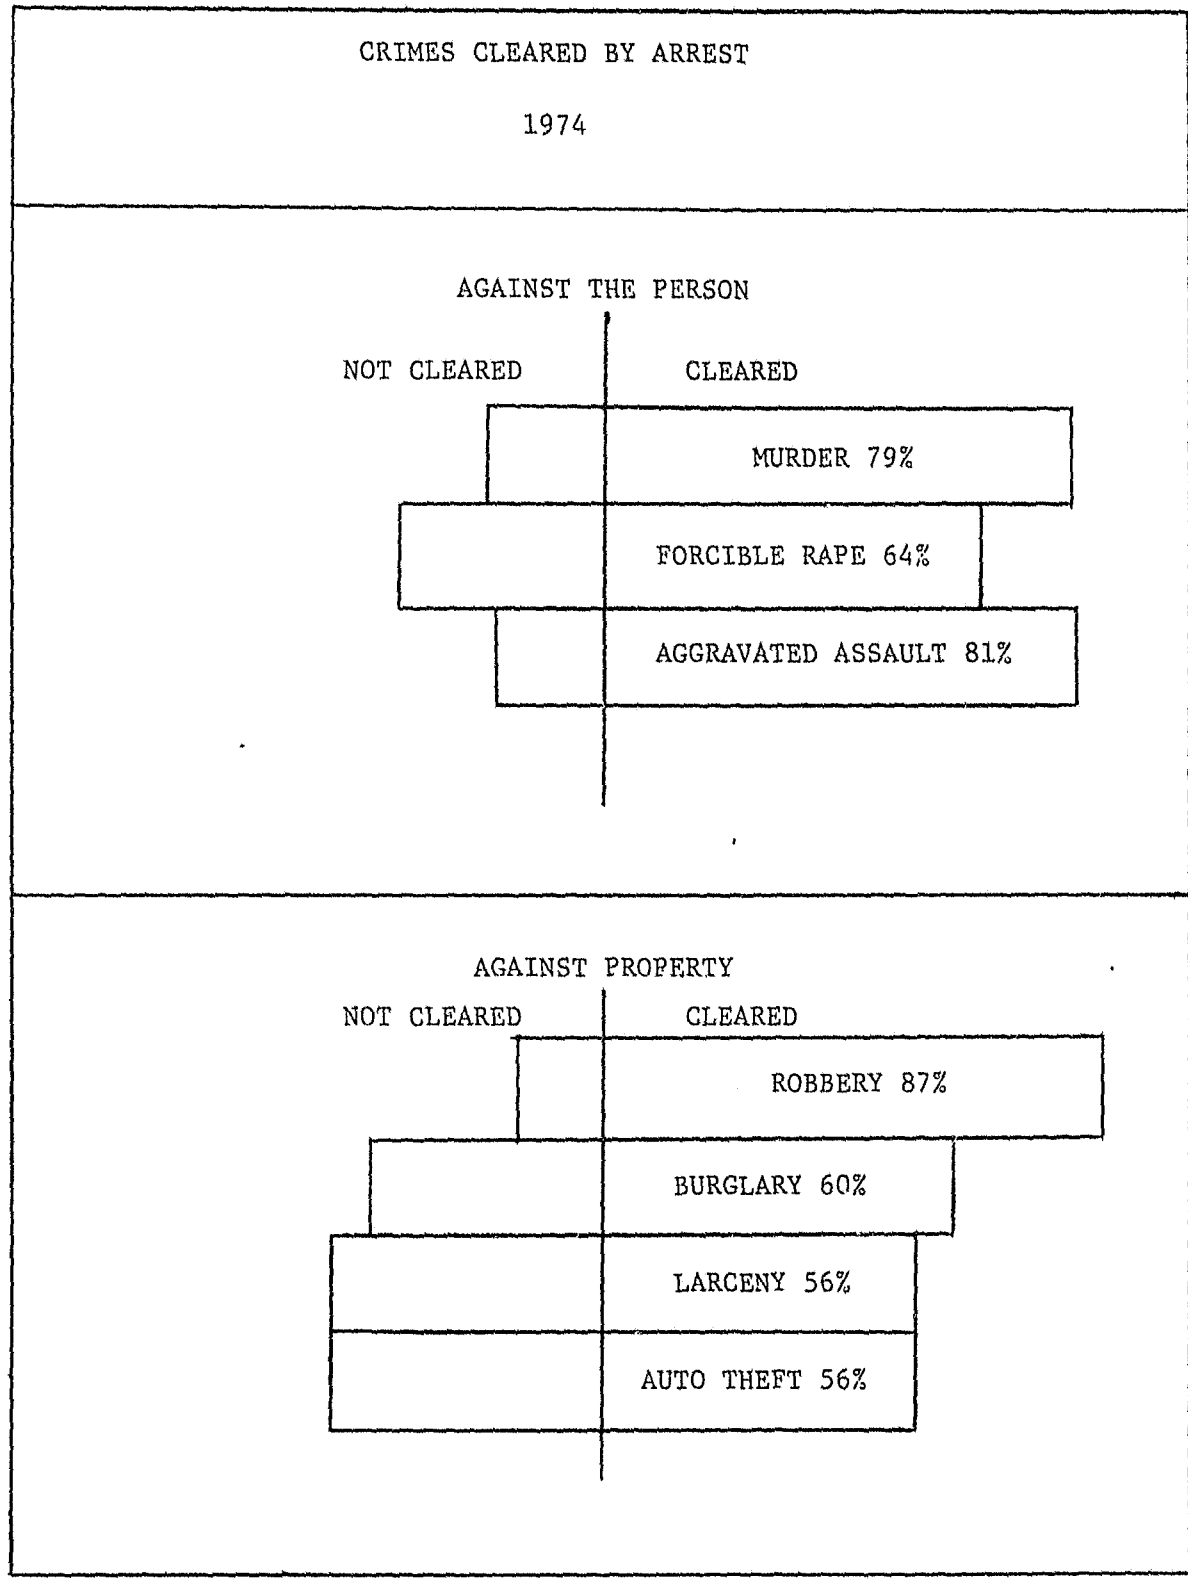 CRIMES CLEARED BY ARREST
1974
AGAINST THE PERSON
NOT CLEARED CLEARED
MURDER 79%
FORCIBLE RAPE 64%
AGGRAVATED ASSAULT 81%
AGAINST PROPERTY
NOT CLEARED CLEARED
ROBBERY 87%
BURGLARY 60%
LARCENY 56%
AUTO THEFT 56%